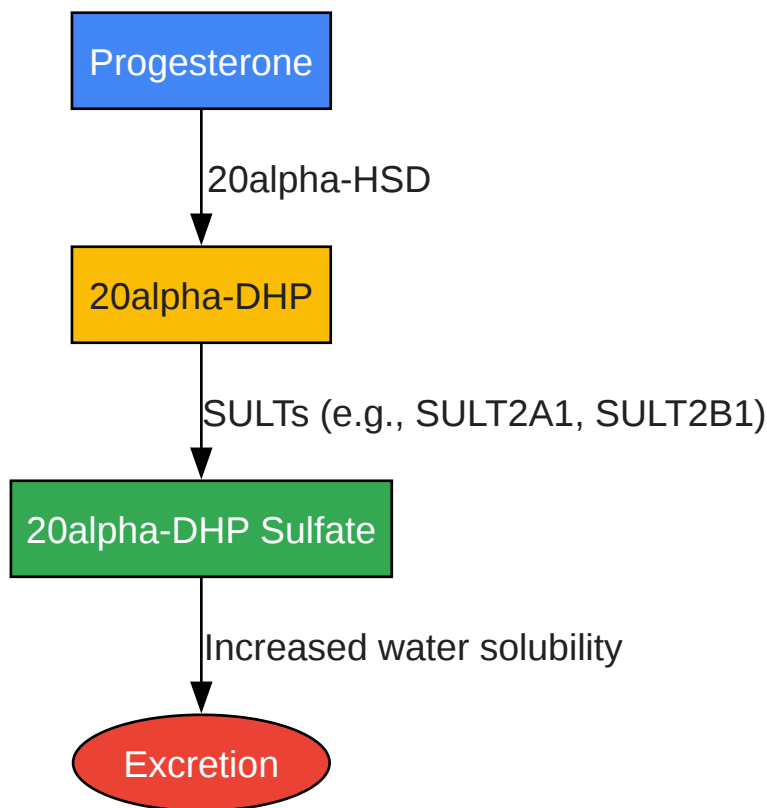 Progesterone
20alpha-HSD
20alpha-DHP
SULTs (e.g., SULT2A1, SULT2B1)
20alpha-DHP Sulfate
Increased water solubility
Excretion